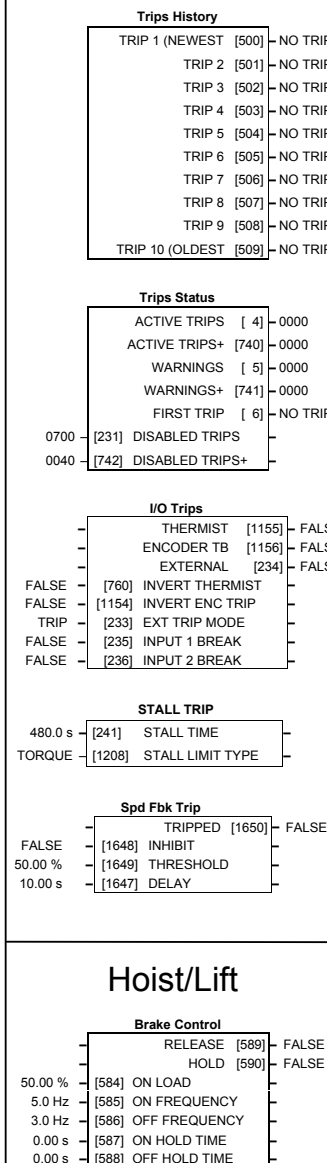 Trips History
TRIP 1 (NEWEST [500] NO TRIP
TRIP 2 [501] NO TRIP
TRIP 3 [502] NO TRIP
TRIP 4 [503] NO TRIP
TRIP 5 [504] NO TRIP
TRIP 6 [505] NO TRIP
TRIP 7 [506] NO TRIP
TRIP 8 [507] NO TRIP
TRIP 9 [508] NO TRIP
TRIP 10 (OLDEST [509] NO TRIP
Trips Status
ACTIVE TRIPS [ 4] 0000
ACTIVE TRIPS+ [740] 0000
WARNINGS [ 5] 0000
WARNINGS+ [741] 0000
FIRST TRIP [ 6] NO TRIP
0700 [231] DISABLED TRIPS
0040 [742] DISABLED TRIPS+
I/O Trips
THERMIST [1155] FALS
ENCODER TB [1156] FALS
EXTERNAL [234] FALS
FALSE [760] INVERT THERMIST
FALSE [1154] INVERT ENC TRIP
TRIP [233] EXT TRIP MODE
FALSE [235] INPUT 1 BREAK
FALSE [236] INPUT 2 BREAK
STALL TRIP
480.0 s [241] STALL TIME
TORQUE [1208] STALL LIMIT TYPE
Spd Fbk Trip
TRIPPED [1650] FALSE
FALSE [1648] INHIBIT
50.00 % [1649] THRESHOLD
10.00 s [1647] DELAY
Hoist/Lift
Brake Control
RELEASE [589] FALSE
HOLD [590] FALSE
50.00 % [584] ON LOAD
5.0 Hz [585] ON FREQUENCY
3.0 Hz [586] OFF FREQUENCY
0.00 s [587] ON HOLD TIME
0.00 s [588] OFF HOLD TIME